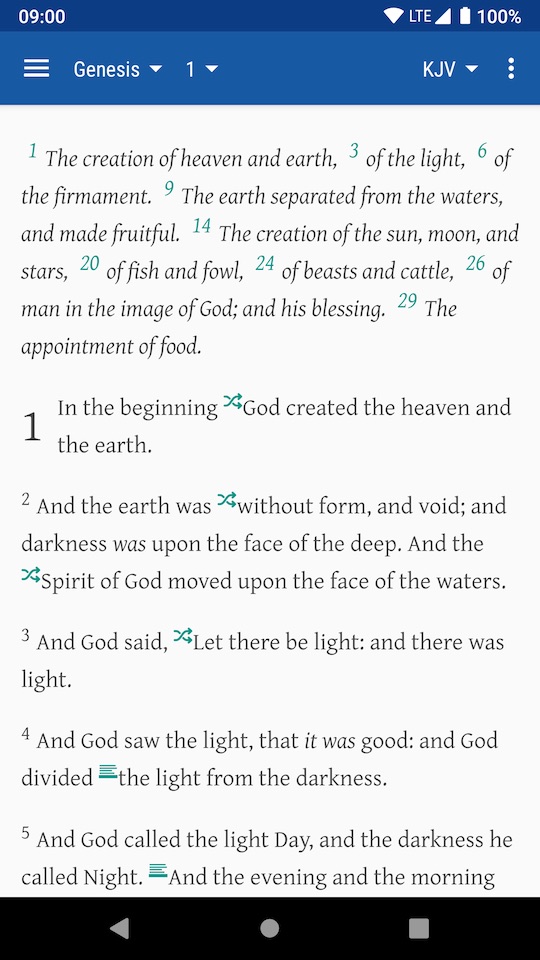 09:00 LTE 100%
Genesis 1 KJV
1 The creation of heaven and earth, 3 of the light, 6 of
the firmament. 9 The earth separated from the waters,
and made fruitful. 14 The creation of the sun, moon, and
stars, 20 of fish and fowl, 24 of beasts and cattle, 26 of
man in the image of God; and his blessing. 29 The
appointment of food.
1 In the beginning God created the heaven and
the earth.
2 And the earth was without form, and void; and
darkness was upon the face of the deep. And the
Spirit of God moved upon the face of the waters.
3 And God said, Let there be light: and there was
light.
4 And God saw the light, that it was good: and God
divided the light from the darkness.
5 And God called the light Day, and the darkness he
called Night. And the evening and the morning